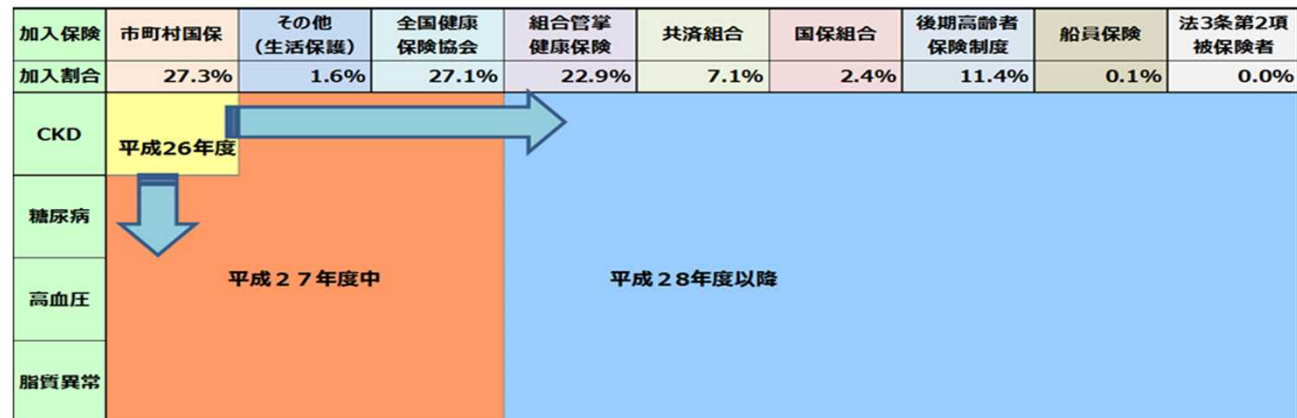 加入保険 市町村国保 その他（生活保護） 全国健康保険協会 組合管掌健康保険 共済組合 国保組合 後期高齢者保険制度 船員保険 法3条第2項被保険者
加入割合 27.3% 1.6% 27.1% 22.9% 7.1% 2.4% 11.4% 0.1% 0.0%
CKD
平成26年度
糖尿病
平成２７年度中
平成２８年度以降
高血圧
脂質異常